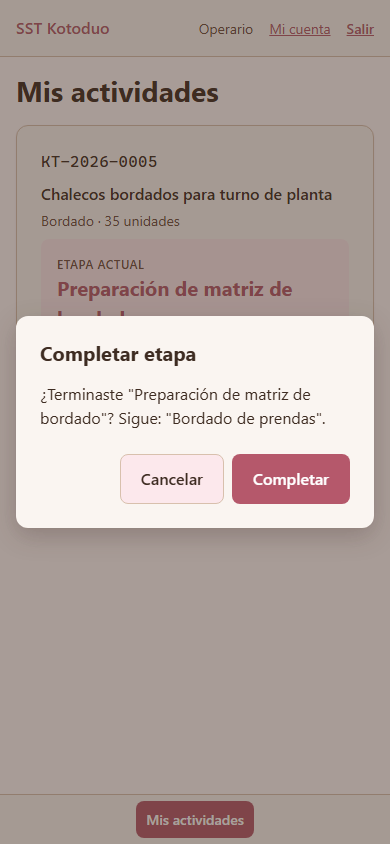 SST Kotoduo
Operario
Mi cuenta
Salir
Mis actividades
KT-2026-0005
Chalecos bordados para turno de planta
Bordado · 35 unidades
ETAPA ACTUAL
Preparación de matriz de
Completar etapa
¿Terminaste "Preparación de matriz de
bordado"? Sigue: "Bordado de prendas".
Cancelar
Completar
Mis actividades